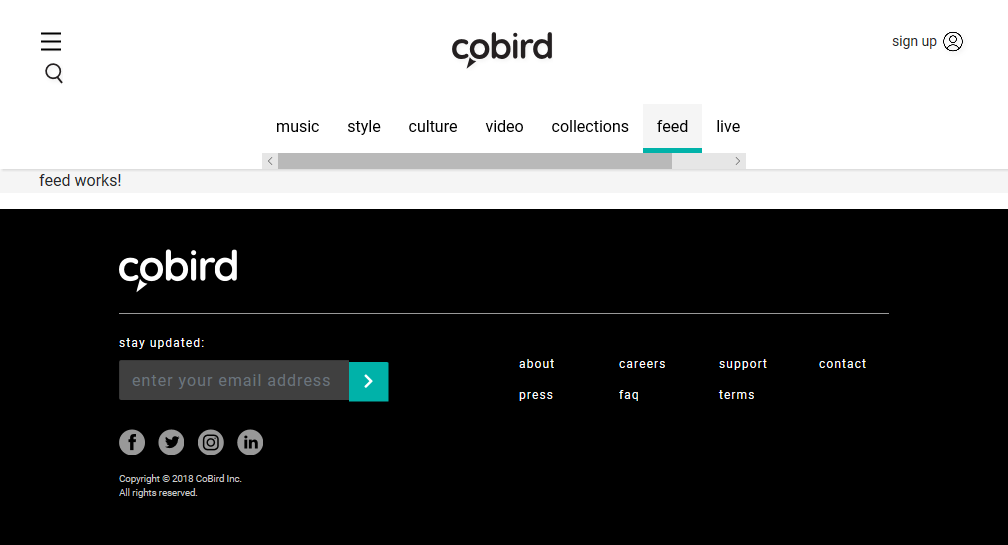 cobird
sign up
music style culture video collections feed live
feed works!
cobird
stay updated:
enter your email address
about careers support contact
press faq terms
Copyright © 2018 CoBird Inc.
All rights reserved.